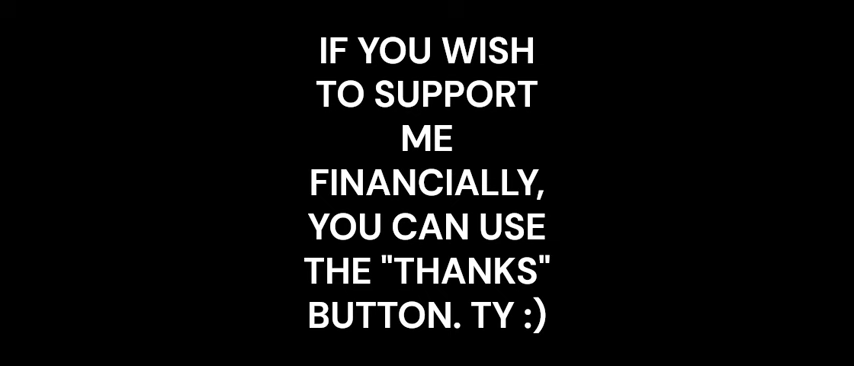 IF YOU WISH
TO SUPPORT
ME
FINANCIALLY,
YOU CAN USE
THE "THANKS"
BUTTON. TY :)